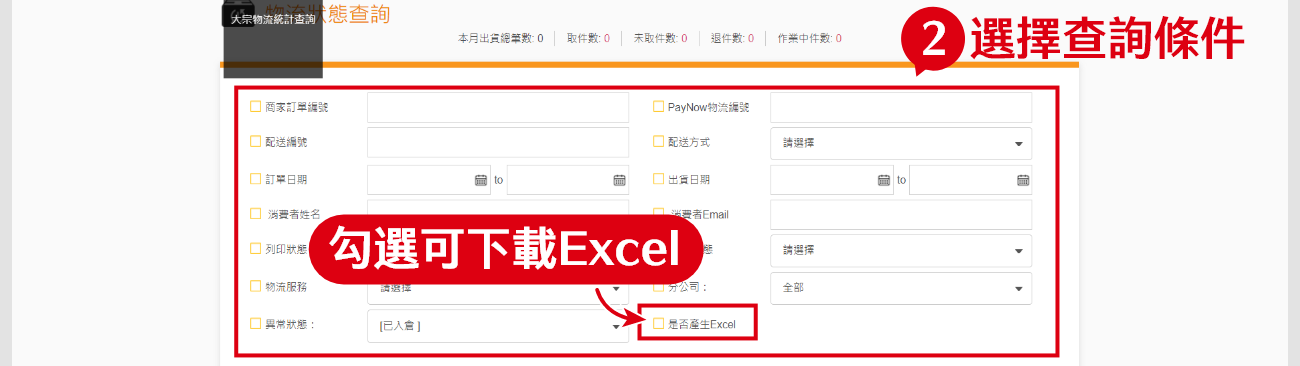 物流狀態查詢
大宗物流統計查詢
本月出貨總筆數: 0 取件數: 0 未取件數: 0 退件數: 0 作業中件數: 0
2 選擇查詢條件
商家訂單編號 PayNow物流編號
配送編號 配送方式 請選擇
訂單日期 to 出貨日期 to
消費者姓名 消費者Email
列印狀態 態 請選擇
勾選可下載Excel
物流服務 請選擇 分公司： 全部
異常狀態： [已入倉 ] 是否產生Excel